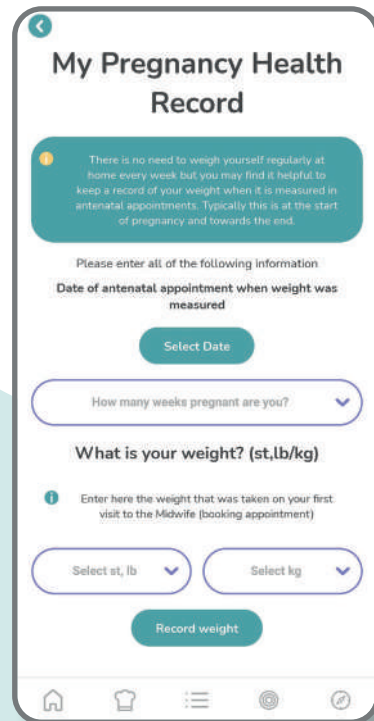 My Pregnancy Health
Record
There is no need to weigh yourself regularly at
home every week but you may find it helpful to
keep a record of your weight when it is measured in
antenatal appointments. Typically this is at the start
of pregnancy and towards the end.
Please enter all of the following information
Date of antenatal appointment when weight was
measured
Select Date
How many weeks pregnant are you?
What is your weight? (st,lb/kg)
Enter here the weight that was taken on your first
visit to the Midwife (booking appointment)
Select st, lb
Select kg
Record weight